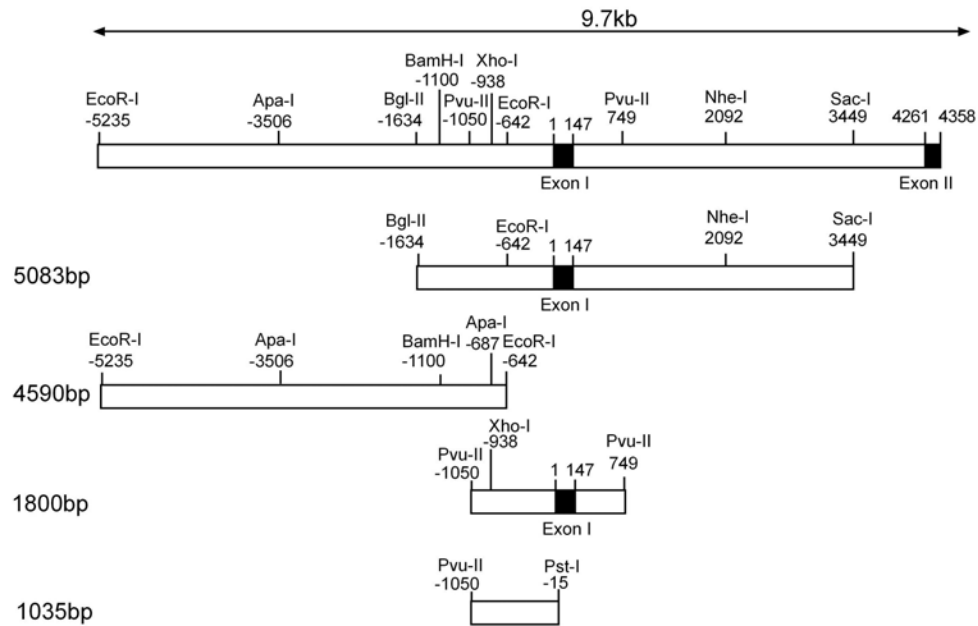 9.7kb
BamH-I Xho-I
-1100 -938
EcoR-I Apa-I Bgl-II Pvu-II EcoR-I Pvu-II Nhe-I Sac-I
-5235 -3506 -1634 -1050 -642 1 147 749 2092 3449 4261 4358
Exon I Exon II
Bgl-II EcoR-I Nhe-I Sac-I
-1634 -642 1 147 2092 3449
5083bp
Exon I
Apa-I
EcoR-I Apa-I BamH-I -687 EcoR-I
-5235 -3506 -1100 -642
4590bp
Xho-I
-938
Pvu-II Pvu-II
-1050 1 147 749
1800bp
Exon I
Pvu-II Pst-I
-1050 -15
1035bp